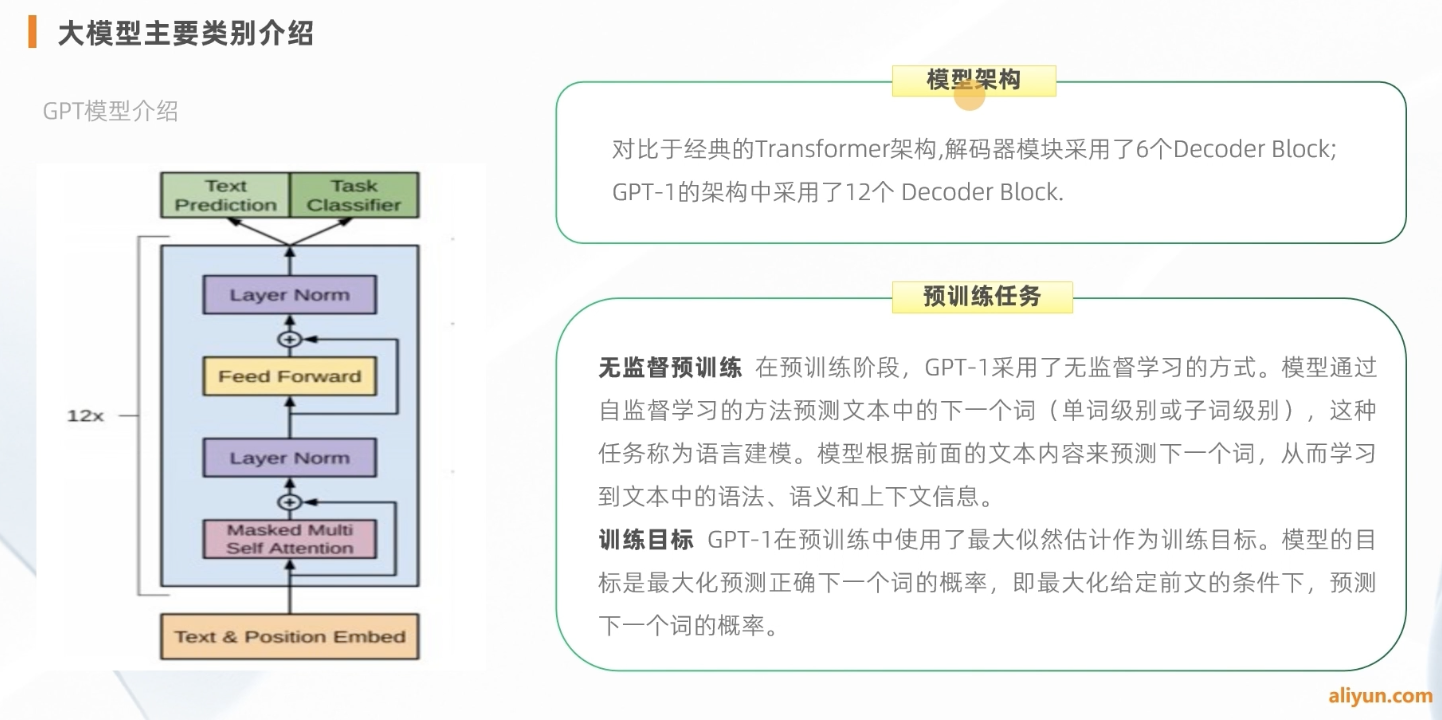 大模型主要类别介绍
GPT模型介绍
Text
Prediction
Task
Classifier
Layer Norm
Feed Forward
12x
Layer Norm
Masked Multi
Self Attention
Text & Position Embed
模型架构
对比于经典的Transformer架构,解码器模块采用了6个Decoder Block;
GPT-1的架构中采用了12个 Decoder Block.
预训练任务
无监督预训练 在预训练阶段，GPT-1采用了无监督学习的方式。模型通过
自监督学习的方法预测文本中的下一个词（单词级别或子词级别），这种
任务称为语言建模。模型根据前面的文本内容来预测下一个词，从而学习
到文本中的语法、语义和上下文信息。
训练目标 GPT-1在预训练中使用了最大似然估计作为训练目标。模型的目
标是最大化预测正确下一个词的概率，即最大化给定前文的条件下，预测
下一个词的概率。
aliyun.com